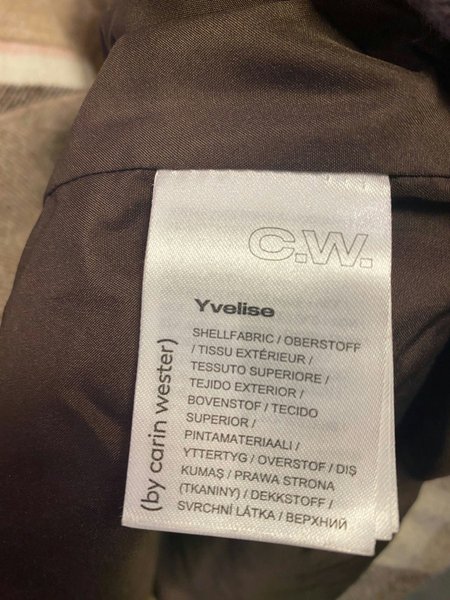 C.W.
Yvelise
SHELLFABRIC / OBERSTOFF
/ TISSU EXTÉRIEUR /
TESSUTO SUPERIORE /
TEJIDO EXTERIOR /
BOVENSTOF / TECIDO
SUPERIOR /
PINTAMATERIAALI /
YTTERTYG / OVERSTOF / DIŞ
KUMAŞ / PRAWA STRONA
(TKANINY) / DEKKSTOFF /
SVRCHNÍ LÁTKA / ВЕРХНИЙ
(by carin wester)